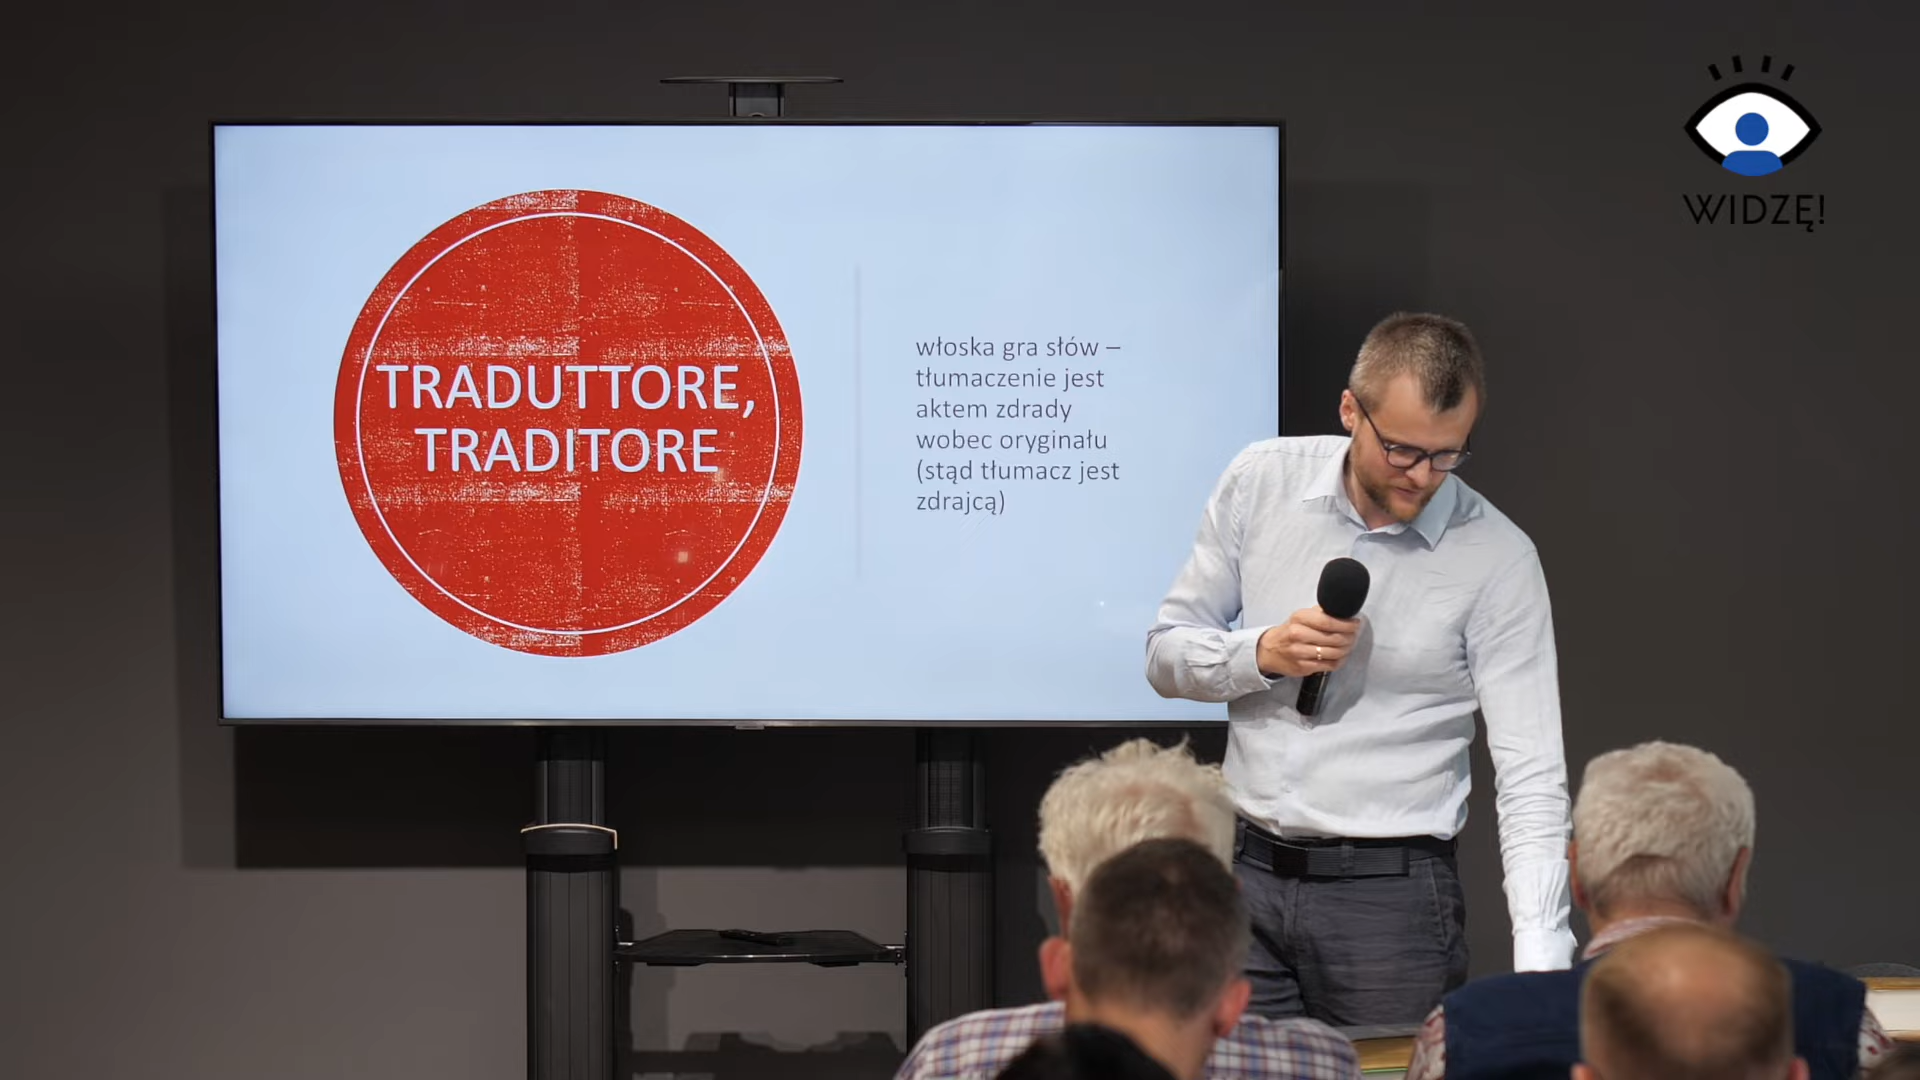 TRADUTTORE,
TRADITORE
włoska gra słów –
tłumaczenie jest
aktem zdrady
wobec oryginału
(stąd tłumacz jest
zdrajcą)
WIDZĘ!